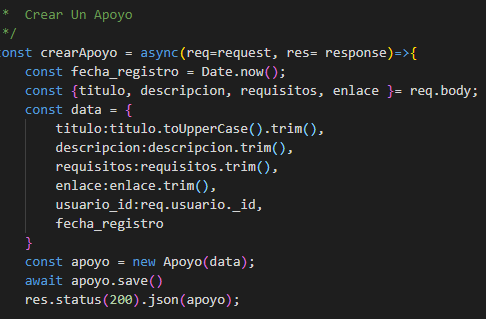 * Crear Un Apoyo
*/
onst crearApoyo = async(req=request, res= response)=>{
const fecha_registro = Date.now();
const {titulo, descripcion, requisitos, enlace }= req.body;
const data = {
titulo:titulo.toUpperCase().trim(),
descripcion:descripcion.trim(),
requisitos:requisitos.trim(),
enlace:enlace.trim(),
usuario_id:req.usuario._id,
fecha_registro
}
const apoyo = new Apoyo(data);
await apoyo.save()
res.status(200).json(apoyo);